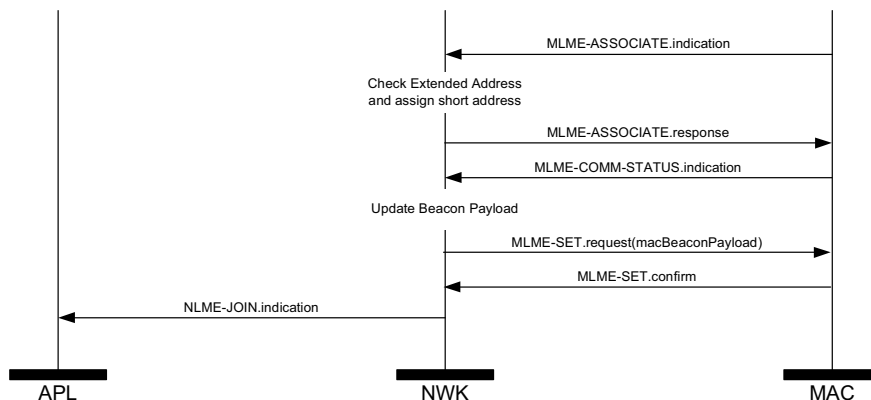 MLME-ASSOCIATE.indication
Check Extended Address
and assign short address
MLME-ASSOCIATE.response
MLME-COMM-STATUS.indication
Update Beacon Payload
MLME-SET.request(macBeaconPayload)
MLME-SET.confirm
NLME-JOIN.indication
APL
NWK
MAC